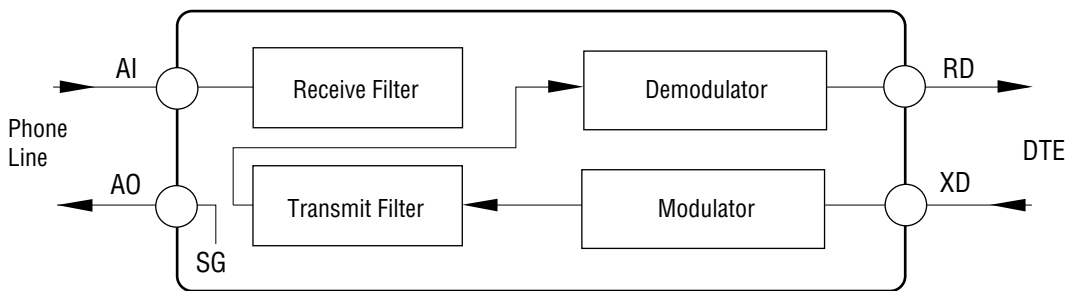 AI
Receive Filter
Demodulator
RD
Phone
Line
DTE
AO
Transmit Filter
Modulator
XD
SG